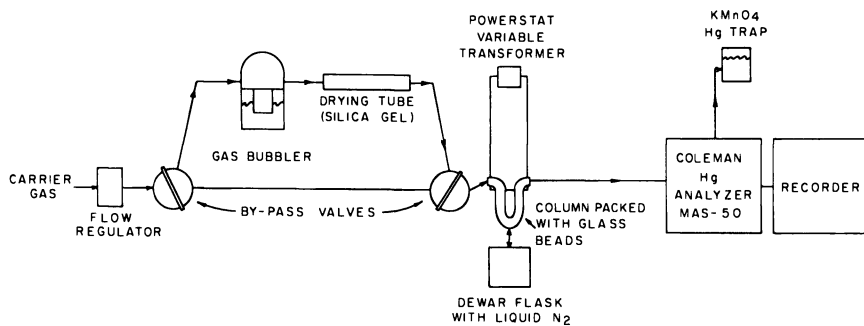 POWERSTAT
VARIABLE
TRANSFORMER
KMnO4
Hg TRAP
DRYING TUBE
(SILICA GEL)
GAS BUBBLER
CARRIER
GAS
FLOW
REGULATOR
BY-PASS VALVES
COLUMN PACKED
WITH GLASS
BEADS
COLEMAN
Hg
ANALYZER
MAS-50
RECORDER
DEWAR FLASK
WITH LIQUID N2